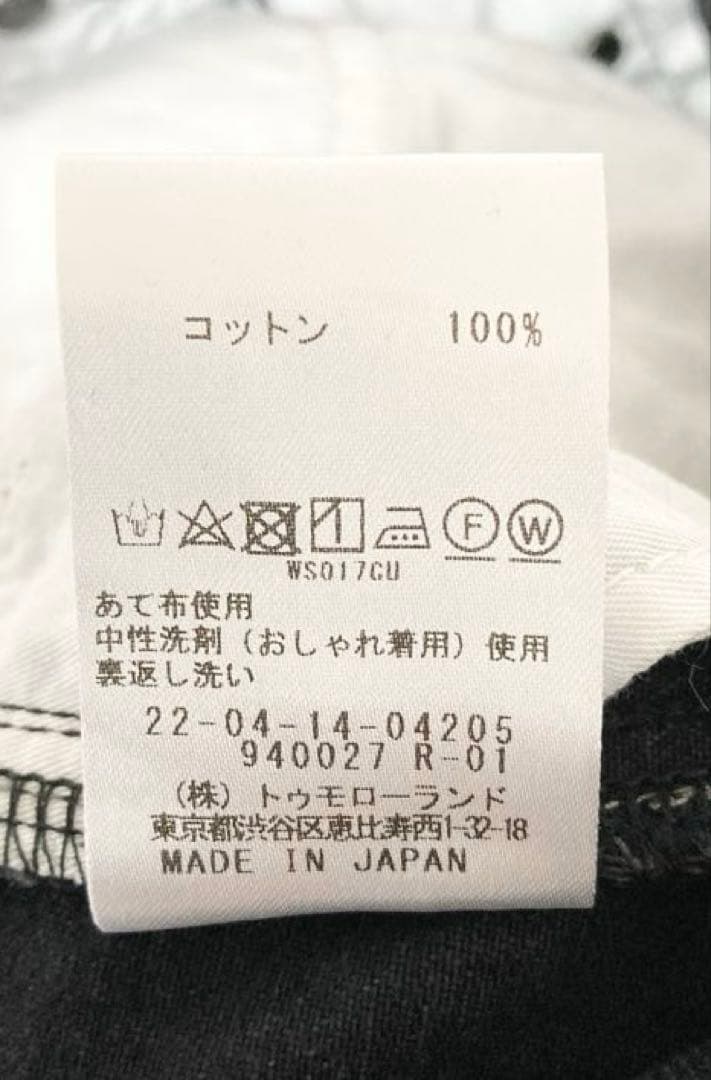 コットン 100%
F W
WS017CU
あて布使用
中性洗剤（おしゃれ着用）使用
裏返し洗い
22-04-14-04205
940027 R-01
（株）トゥモローランド
東京都渋谷区恵比寿西1-32-18
MADE IN JAPAN